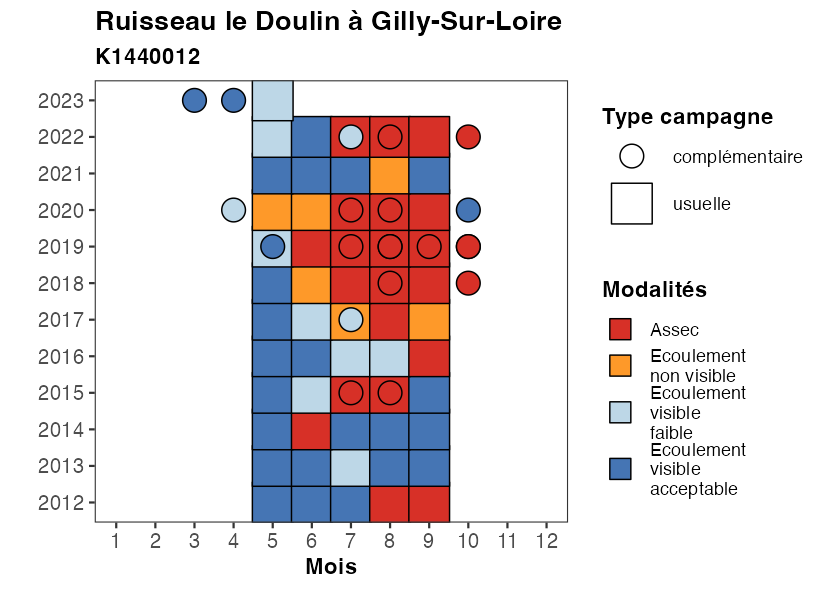 Ruisseau le Doulin à Gilly-Sur-Loire
K1440012
2023
2022
2021
2020
2019
2018
2017
2016
2015
2014
2013
2012
1 2 3 4 5 6 7 8 9 10 11 12
Mois
Type campagne
complémentaire
usuelle
Modalités
Assec
Ecoulement
non visible
Ecoulement
visible
faible
Ecoulement
visible
acceptable